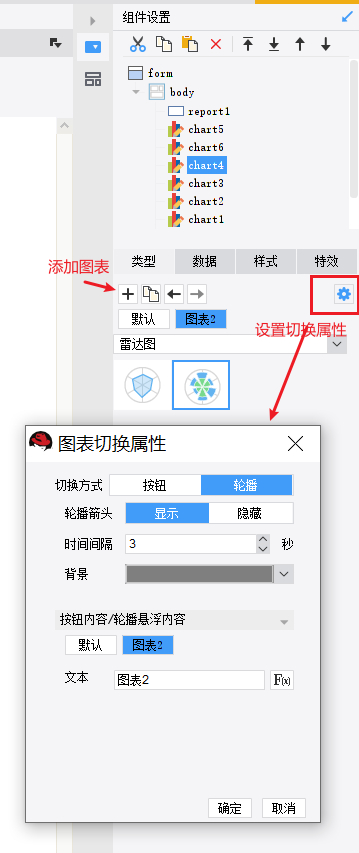 组件设置
form
body
report1
chart5
chart6
chart4
chart3
chart2
chart1
添加图表
类型 数据 样式 特效
默认 图表2
设置切换属性
雷达图
图表切换属性
切换方式 按钮 轮播
轮播箭头 显示 隐藏
时间间隔 3 秒
背景
按钮内容/轮播悬浮内容
默认 图表2
文本 图表2 F(x)
确定 取消